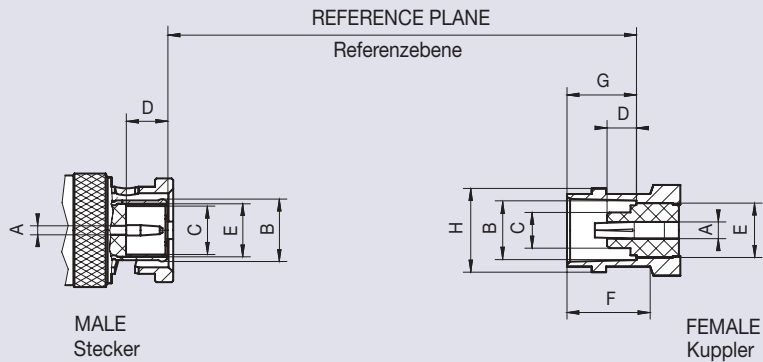 REFERENCE PLANE
Referenzebene
G
D
D
A
C
E
B
H
B
C
A
E
F
MALE
Stecker
FEMALE
Kuppler